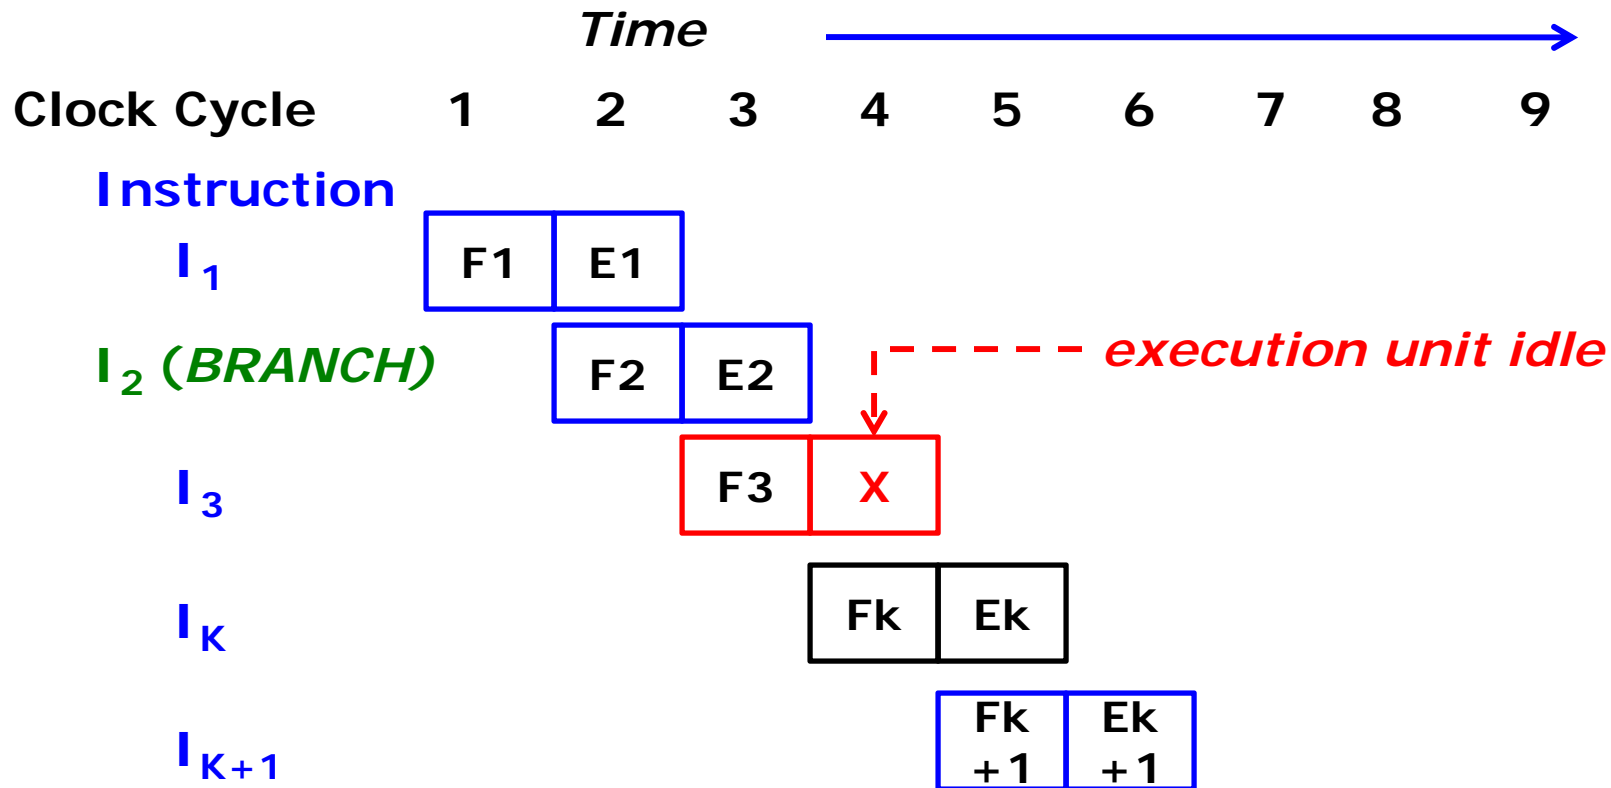 Time
Clock Cycle 1 2 3 4 5 6 7 8 9
Instruction
I1 F1 E1
I2 (BRANCH) F2 E2 execution unit idle
I3 F3 X
IK Fk Ek
IK+1 Fk +1 Ek +1